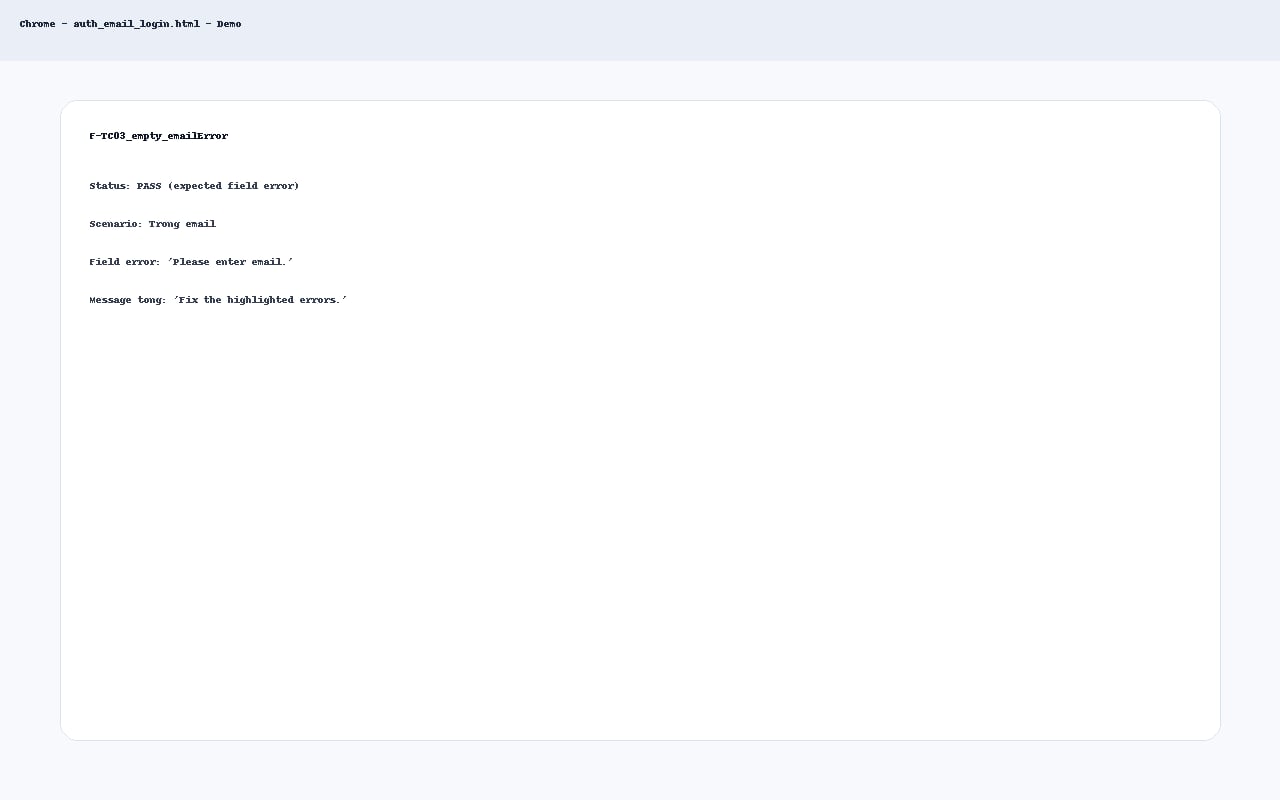 Chrome - auth_email_login.html - Demo
F-TC03_empty_emailError
Status: PASS (expected field error)
Scenario: Trong email
Field error: 'Please enter email.'
Message tong: 'Fix the highlighted errors.'